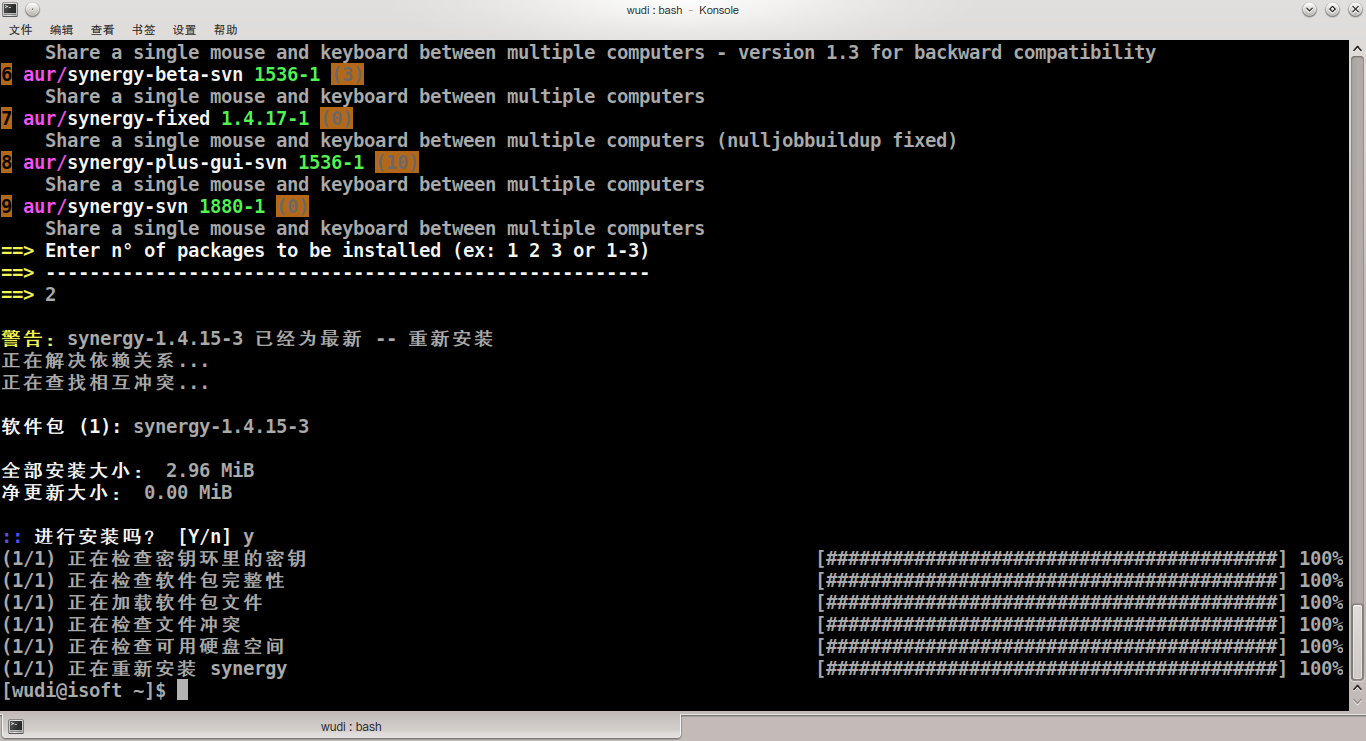 wudi : bash – Konsole
文件 编辑 查看 书签 设置 帮助
Share a single mouse and keyboard between multiple computers - version 1.3 for backward compatibility
6 aur/synergy-beta-svn 1536-1 (3)
Share a single mouse and keyboard between multiple computers
7 aur/synergy-fixed 1.4.17-1 (0)
Share a single mouse and keyboard between multiple computers (nulljobbuildup fixed)
8 aur/synergy-plus-gui-svn 1536-1 (10)
Share a single mouse and keyboard between multiple computers
9 aur/synergy-svn 1880-1 (0)
Share a single mouse and keyboard between multiple computers
==> Enter n° of packages to be installed (ex: 1 2 3 or 1-3)
==> -------------------------------------------------------
==> 2
警告：synergy-1.4.15-3 已经为最新 -- 重新安装
正在解决依赖关系...
正在查找相互冲突...
软件包 (1): synergy-1.4.15-3
全部安装大小： 2.96 MiB
净更新大小： 0.00 MiB
:: 进行安装吗？ [Y/n] y
(1/1) 正在检查密钥环里的密钥 [#########################################] 100%
(1/1) 正在检查软件包完整性 [#########################################] 100%
(1/1) 正在加载软件包文件 [#########################################] 100%
(1/1) 正在检查文件冲突 [#########################################] 100%
(1/1) 正在检查可用硬盘空间 [#########################################] 100%
(1/1) 正在重新安装 synergy [#########################################] 100%
[wudi@isoft ~]$
wudi : bash